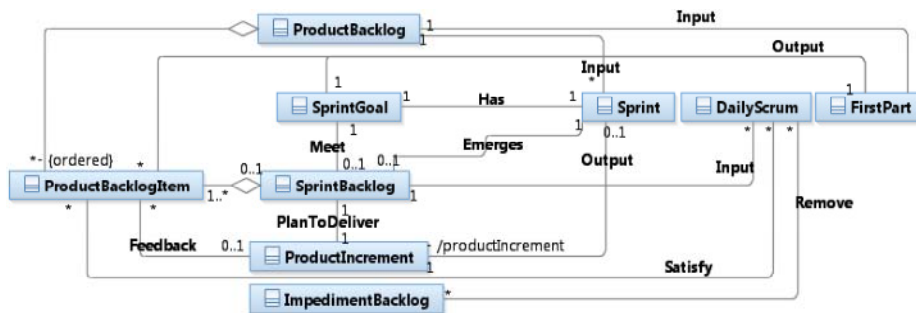 ProductBacklog 1 Input
1 Output
1 Input * 1
SprintGoal 1 Has 1 Sprint DailyScrum FirstPart
1 1 0..1 * * *
Meet Emerges Output
*- {ordered} * 0..1 0..1 0..1 Input
ProductBacklogItem 1..* SprintBacklog 1
* * 1 Remove
PlanToDeliver
Feedback 0..1 1 - /productIncrement
ProductIncrement 1 Satisfy
ImpedimentBacklog *